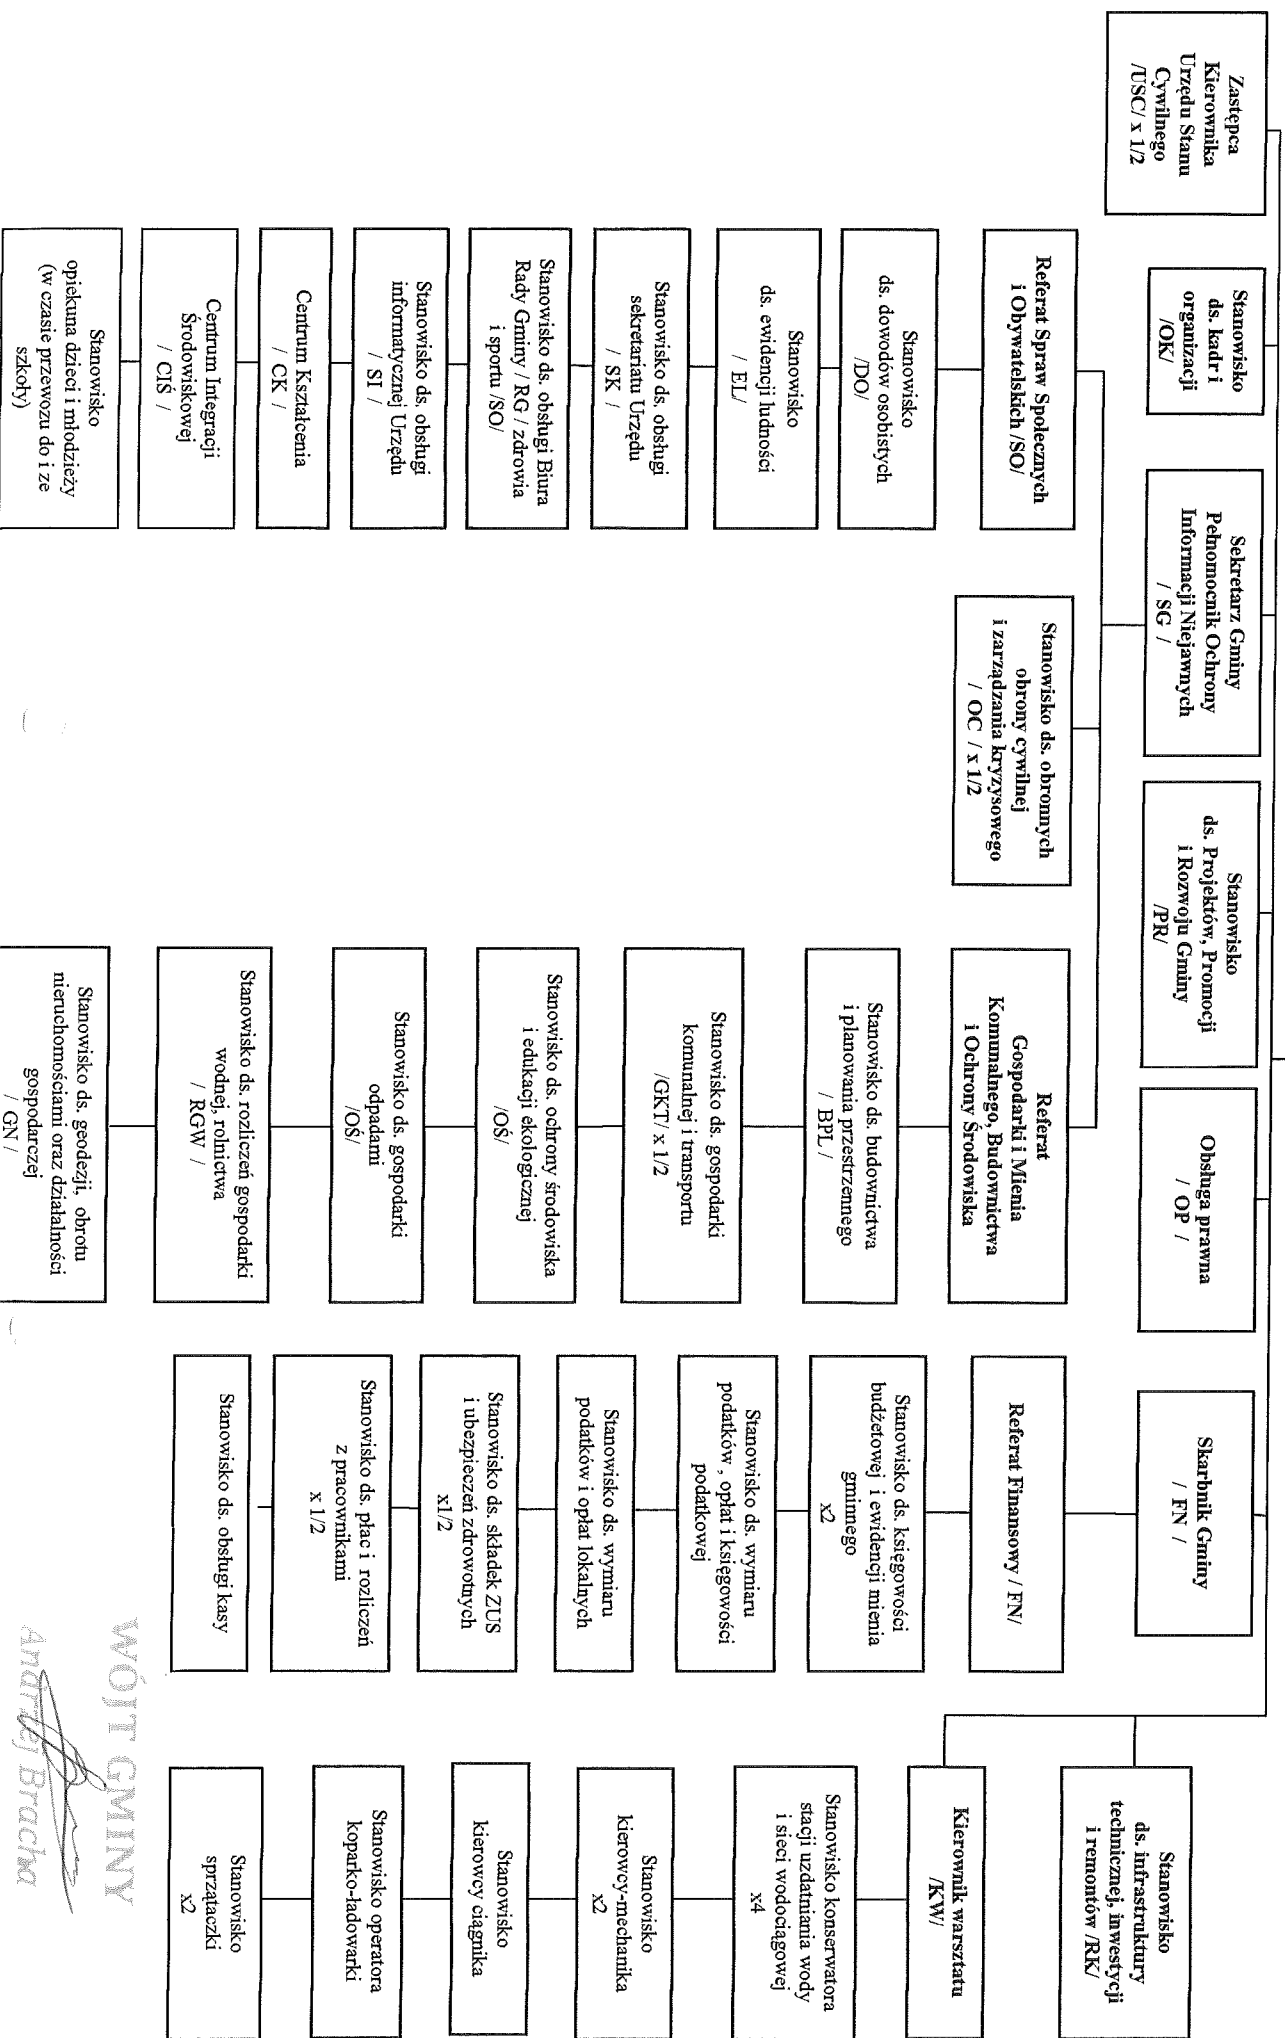 Zastępca
Kierownika
Urzędu Stanu
Cywilnego
/USC/ x 1/2
Stanowisko
ds. kadr i
organizacji
/OK/
Sekretarz Gminy
Pełnomocnik Ochrony
Informacji Niejawnych
/ SG /
Stanowisko
ds. Projektów, Promocji
i Rozwoju Gminy
/PR/
Obsługa prawna
/ OP /
Skarbnik Gminy
/ FN /
Stanowisko
ds. infrastruktury
technicznej, inwestycji
i remontów /RK/
Referat Spraw Społecznych
i Obywatelskich /SO/
Stanowisko
ds. dowodów osobistych
/DO/
Stanowisko
ds. ewidencji ludności
/ EL/
Stanowisko ds. obsługi
sekretariatu Urzędu
/ SK /
Stanowisko ds. obsługi Biura
Rady Gminy / RG / zdrowia
i sportu /SO/
Stanowisko ds. obsługi
informatycznej Urzędu
/ SI /
Centrum Kształcenia
/ CK /
Centrum Integracji
Środowiskowej
/ CIŚ /
Stanowisko
opiekuna dzieci i młodzieży
(w czasie przewozu do i ze
szkoły)
Stanowisko ds. obronnych
obrony cywilnej
i zarządzania kryzysowego
/ OC / x 1/2
Referat
Gospodarki i Mienia
Komunalnego, Budownictwa
i Ochrony Środowiska
Stanowisko ds. budownictwa
i planowania przestrzennego
/ BPL /
Stanowisko ds. gospodarki
komunalnej i transportu
/GKT/ x 1/2
Stanowisko ds. ochrony środowiska
i edukacji ekologicznej
/OŚ/
Stanowisko ds. gospodarki
odpadami
/OŚ/
Stanowisko ds. rozliczeń gospodarki
wodnej, rolnictwa
/ RGW /
Stanowisko ds. geodezji, obrotu
nieruchomościami oraz działalności
gospodarczej
/ GN /
Referat Finansowy / FN/
Stanowisko ds. księgowości
budżetowej i ewidencji mienia
gminnego
x2
Stanowisko ds. wymiaru
podatków , opłat i księgowości
podatkowej
Stanowisko ds. wymiaru
podatków i opłat lokalnych
Stanowisko ds. składek ZUS
i ubezpieczeń zdrowotnych
x1/2
Stanowisko ds. płac i rozliczeń
z pracownikami
x 1/2
Stanowisko ds. obsługi kasy
Kierownik warsztatu
/KW/
Stanowisko konserwatora
stacji uzdatniania wody
i sieci wodociągowej
x4
Stanowisko
kierowcy-mechanika
x2
Stanowisko
kierowcy ciągnika
Stanowisko operatora
koparko-ładowarki
Stanowisko
sprzątaczki
x2
WÓJT GMINY
Andrzej Bracha